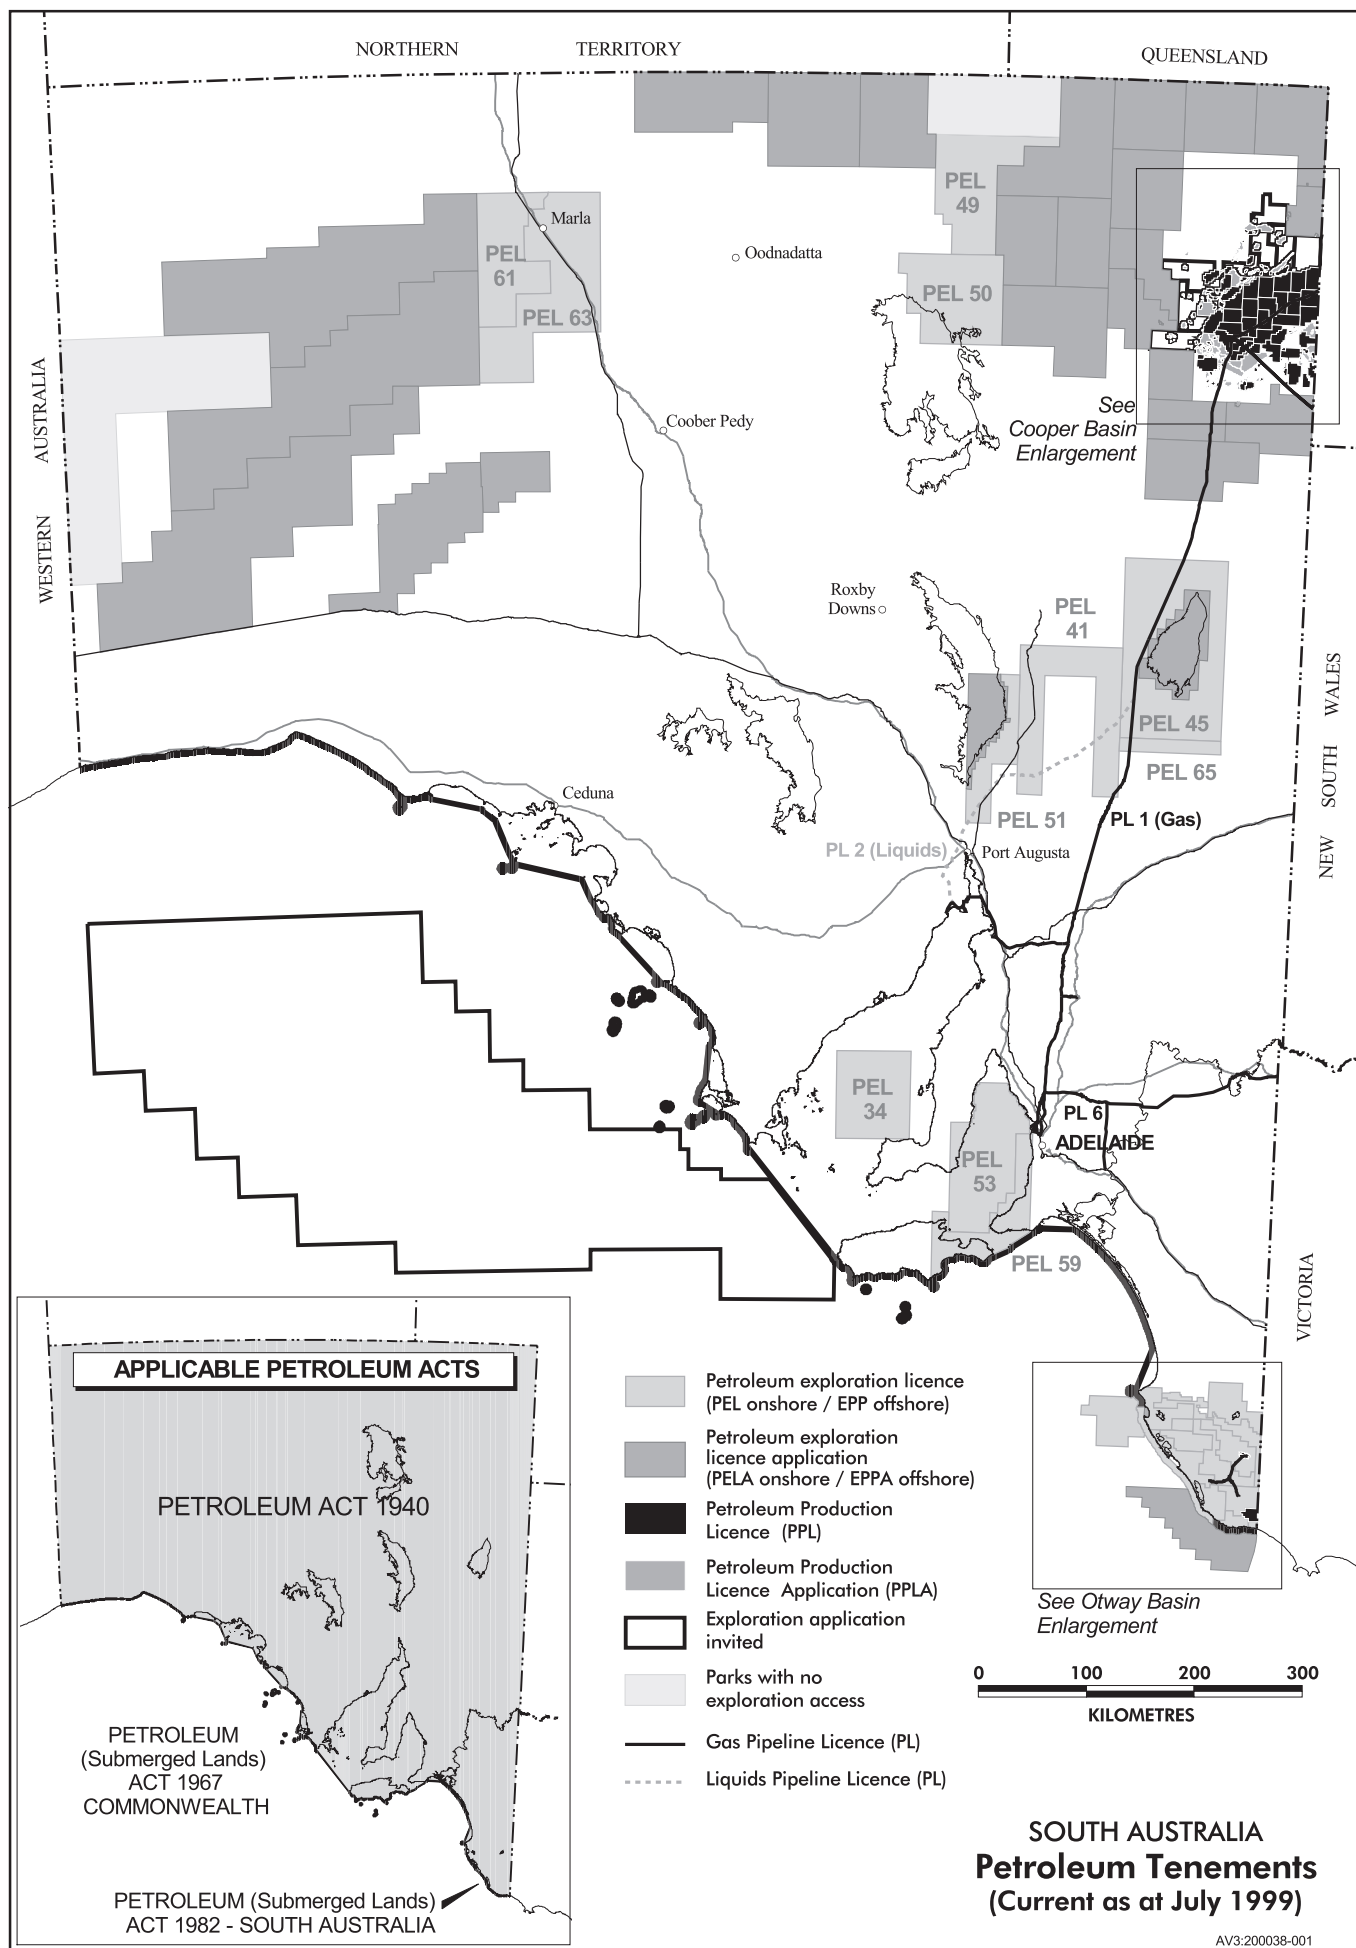 NORTHERN TERRITORY
QUEENSLAND
WESTERN AUSTRALIA
NEW SOUTH WALES
VICTORIA
PEL
49
Marla
PEL
61
Oodnadatta
PEL 50
PEL 63
See
Cooper Basin
Enlargement
Coober Pedy
Roxby
Downs
PEL
41
PEL 45
PEL 65
Ceduna
PEL 51
PL 1 (Gas)
PL 2 (Liquids)
Port Augusta
PEL
34
PL 6
ADELAIDE
PEL
53
PEL 59
See Otway Basin
Enlargement
APPLICABLE PETROLEUM ACTS
PETROLEUM ACT 1940
PETROLEUM
(Submerged Lands)
ACT 1967
COMMONWEALTH
PETROLEUM (Submerged Lands)
ACT 1982 - SOUTH AUSTRALIA
Petroleum exploration licence
(PEL onshore / EPP offshore)
Petroleum exploration
licence application
(PELA onshore / EPPA offshore)
Petroleum Production
Licence (PPL)
Petroleum Production
Licence Application (PPLA)
Exploration application
invited
Parks with no
exploration access
Gas Pipeline Licence (PL)
Liquids Pipeline Licence (PL)
0 100 200 300
KILOMETRES
SOUTH AUSTRALIA
Petroleum Tenements
(Current as at July 1999)
AV3:200038-001